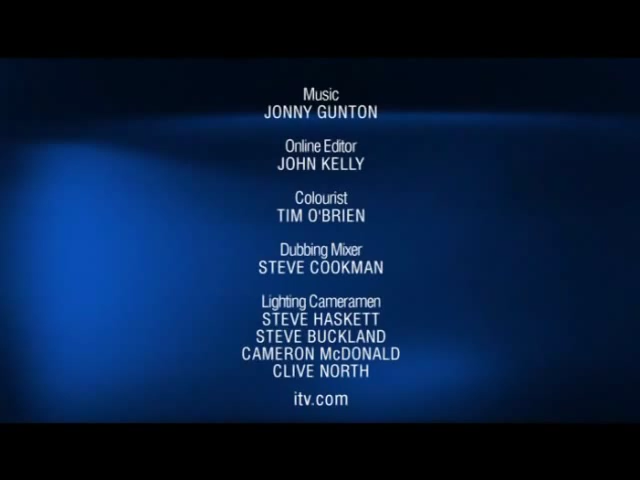 Music
JONNY GUNTON
Online Editor
JOHN KELLY
Colourist
TIM O'BRIEN
Dubbing Mixer
STEVE COOKMAN
Lighting Cameramen
STEVE HASKETT
STEVE BUCKLAND
CAMERON McDONALD
CLIVE NORTH
itv.com